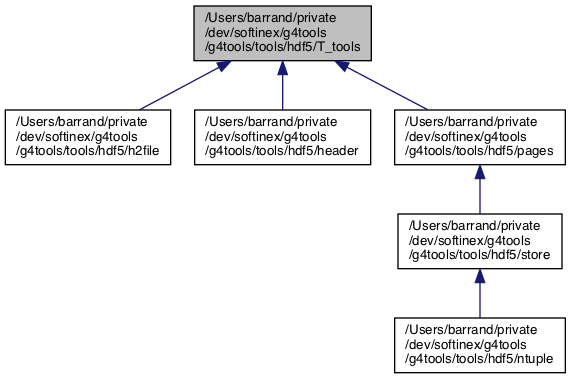 /Users/barrand/private
/dev/softinex/g4tools
/g4tools/tools/hdf5/T_tools
/Users/barrand/private
/dev/softinex/g4tools
/g4tools/tools/hdf5/h2file
/Users/barrand/private
/dev/softinex/g4tools
/g4tools/tools/hdf5/header
/Users/barrand/private
/dev/softinex/g4tools
/g4tools/tools/hdf5/pages
/Users/barrand/private
/dev/softinex/g4tools
/g4tools/tools/hdf5/store
/Users/barrand/private
/dev/softinex/g4tools
/g4tools/tools/hdf5/ntuple